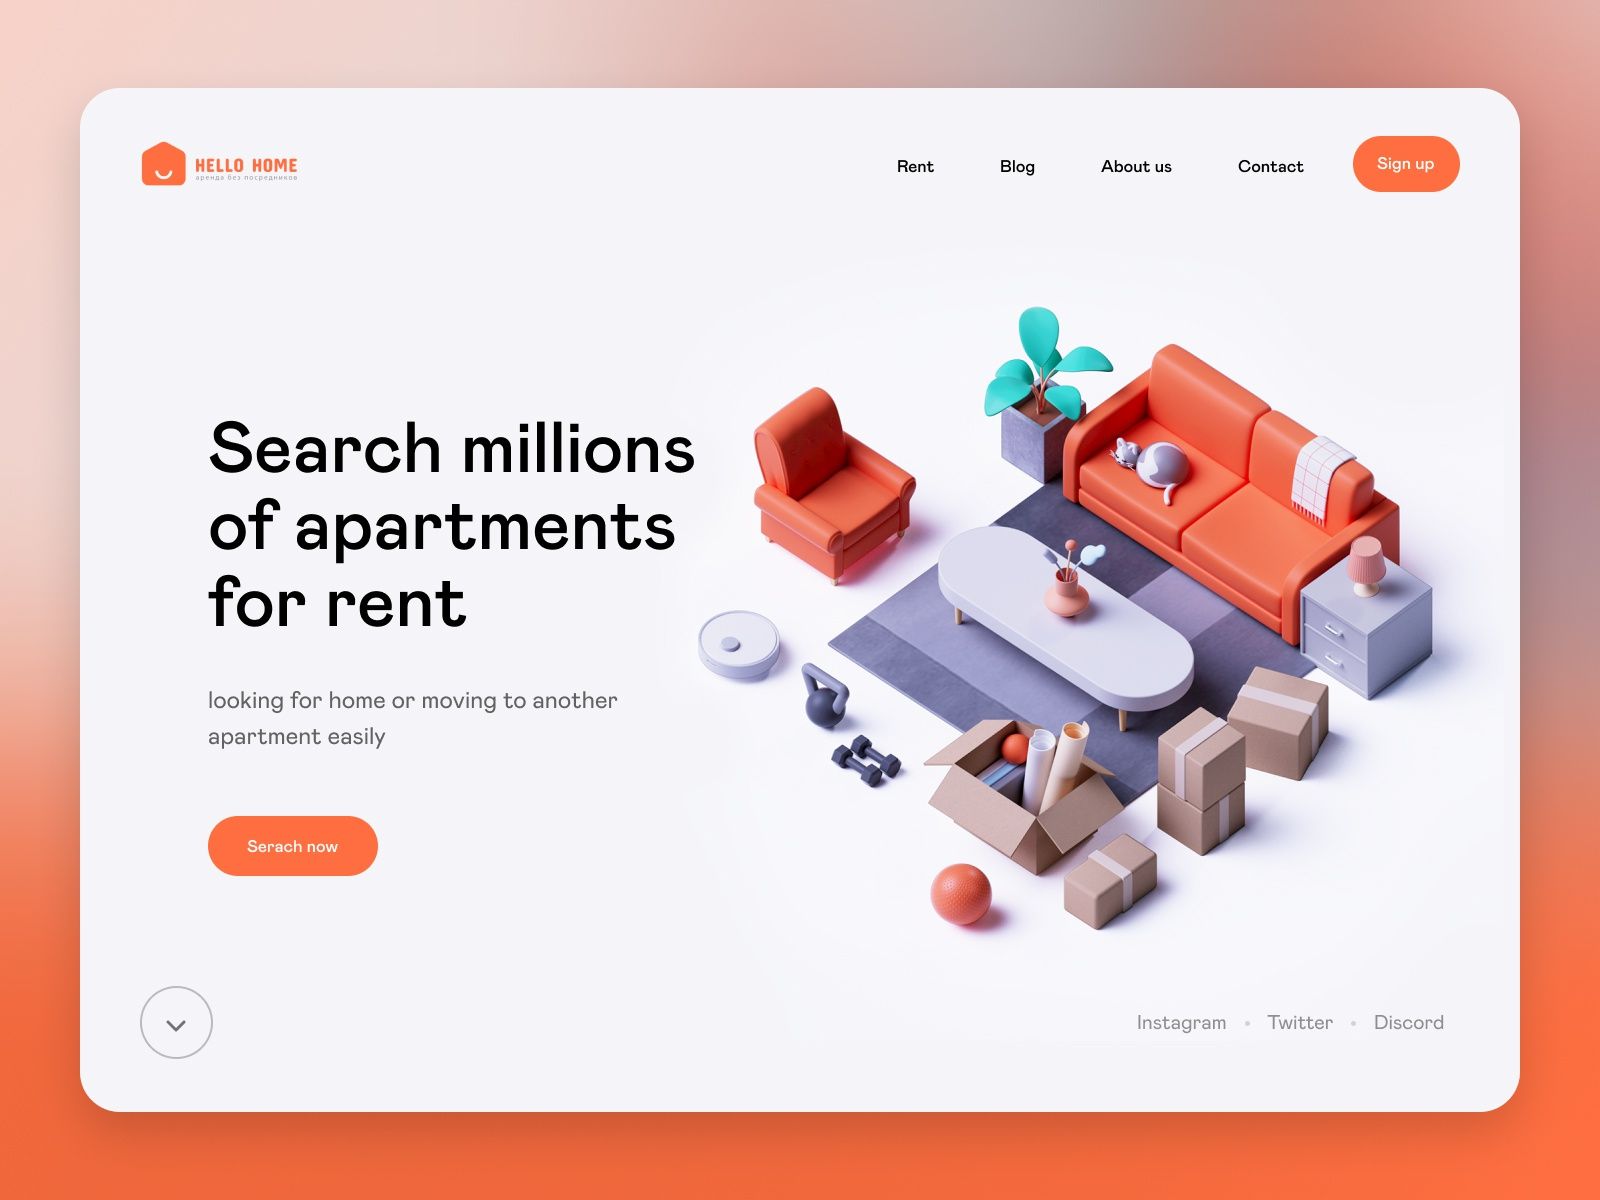 HELLO HOME
аренда без посредников
Rent
Blog
About us
Contact
Sign up
Search millions
of apartments
for rent
looking for home or moving to another
apartment easily
Serach now
Instagram • Twitter • Discord